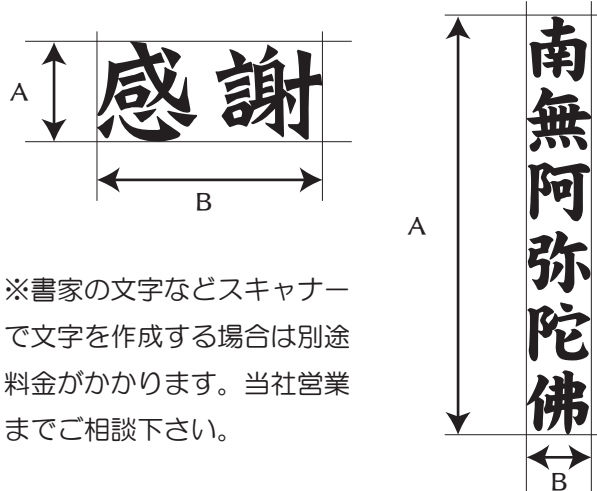 A
感謝
B
※書家の文字などスキャナー
で文字を作成する場合は別途
料金がかかります。当社営業
までご相談下さい。
A
南無阿弥陀佛
B